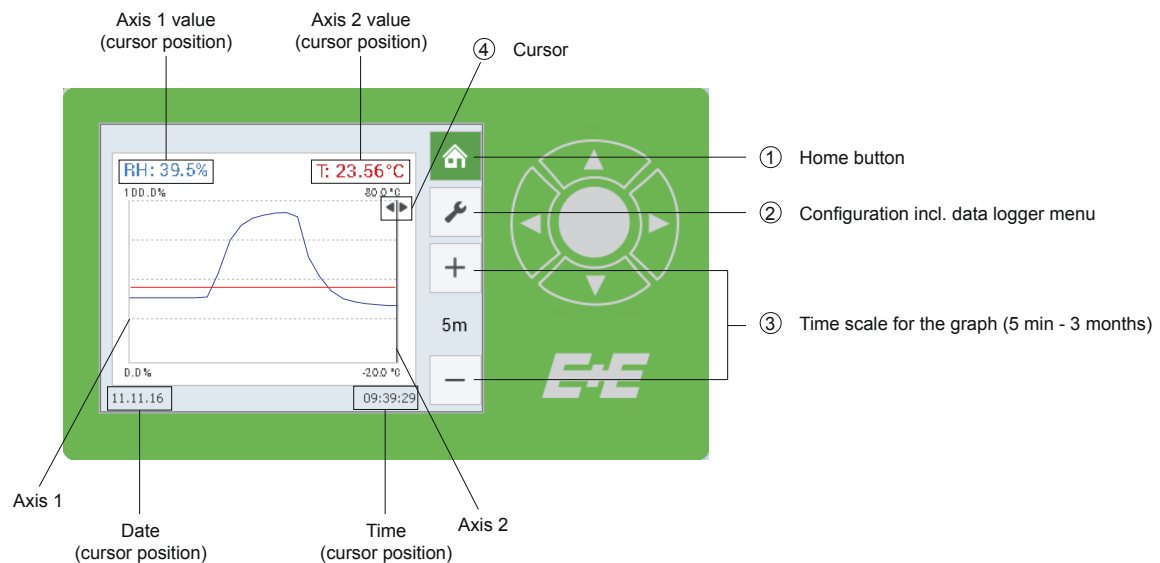 Axis 1 value
(cursor position)
Axis 2 value
(cursor position)
④ Cursor
RH: 39.5%
T: 23.56°C
100.0%
80.0 °C
① Home button
② Configuration incl. data logger menu
5m
③ Time scale for the graph (5 min - 3 months)
0.0%
-20.0 °C
11.11.16
09:39:29
E+E
Axis 1
Date
(cursor position)
Time
(cursor position)
Axis 2